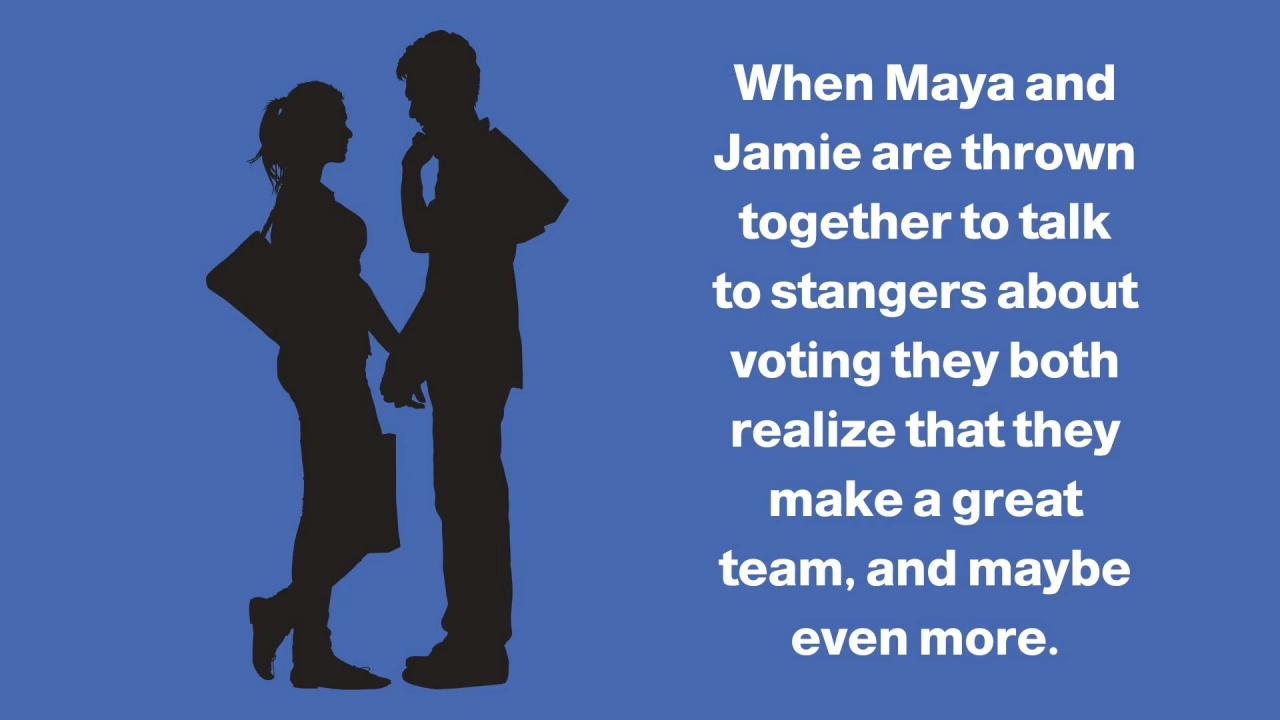 When Maya and
Jamie are thrown
together to talk
to stangers about
voting they both
realize that they
make a great
team, and maybe
even more.